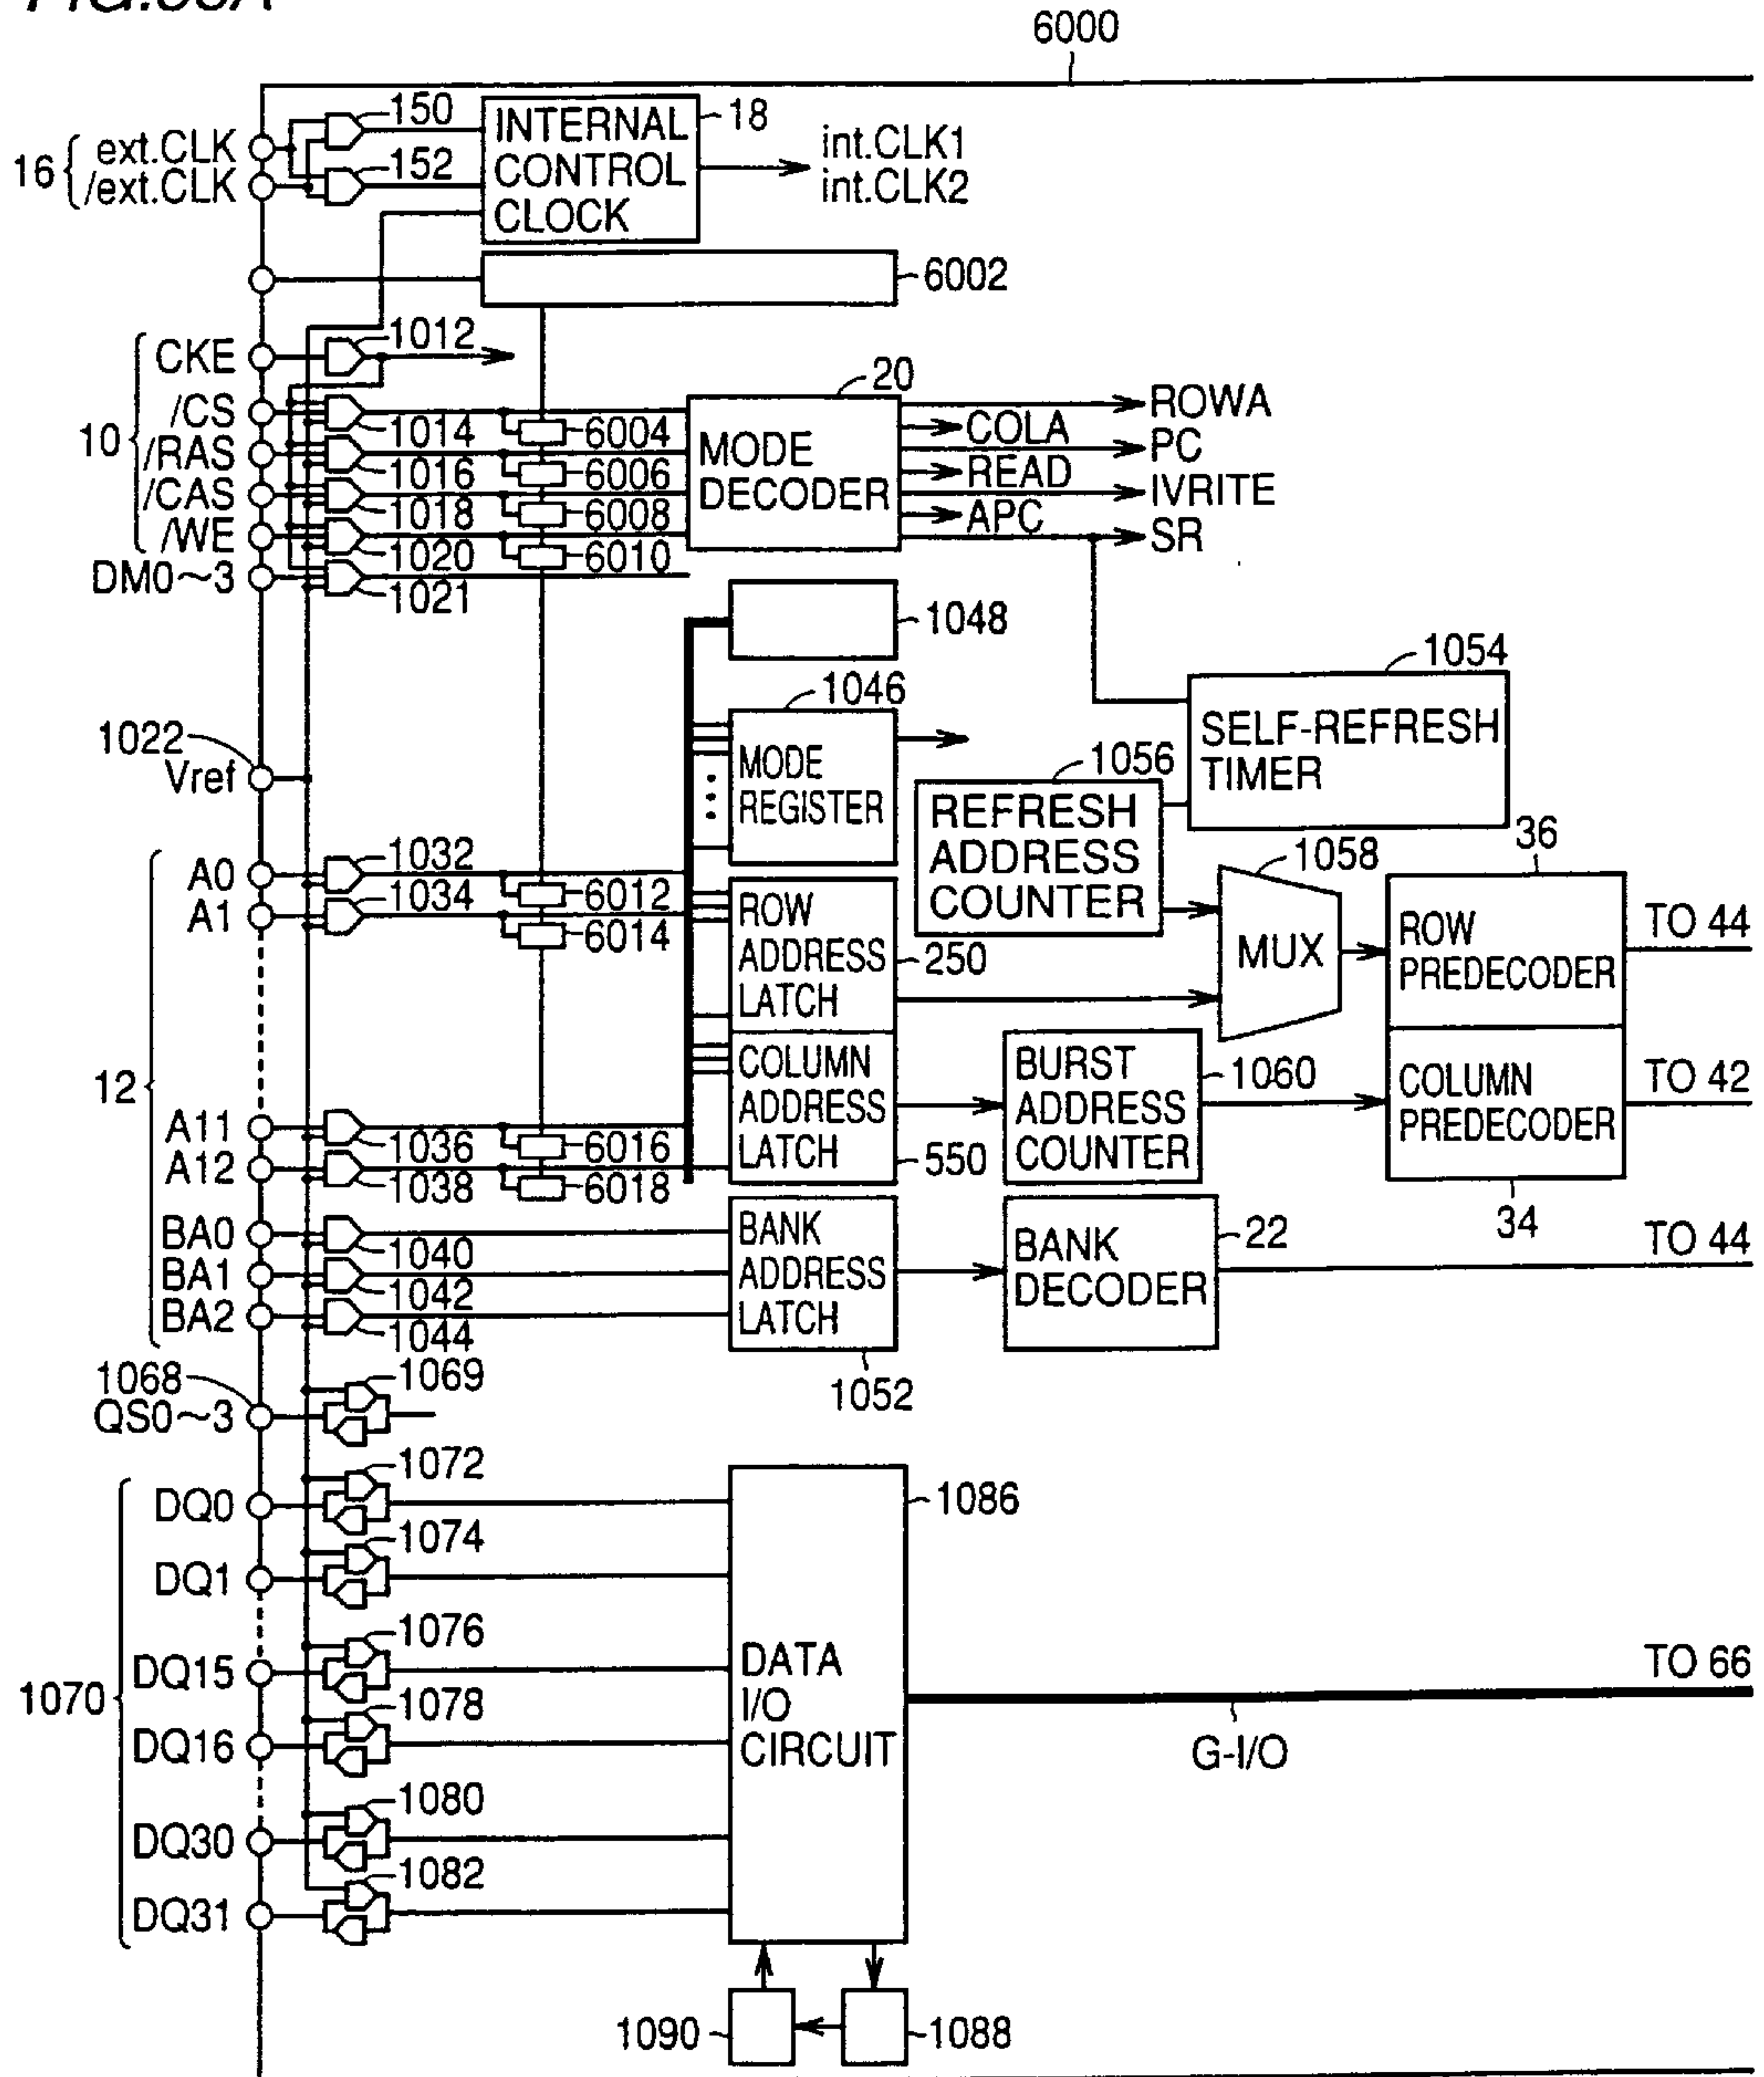 6000
16
ext.CLK
/ext.CLK
150
152
INTERNAL
CONTROL
CLOCK
18
int.CLK1
int.CLK2
6002
10
CKE
/CS
/RAS
/CAS
/WE
DM0~3
1012
1014
1016
1018
1020
1021
6004
6006
6008
6010
MODE
DECODER
20
ROWA
COLA
PC
READ
IVRITE
APC
SR
1048
1022
Vref
1046
MODE
REGISTER
1054
SELF-REFRESH
TIMER
1056
REFRESH
ADDRESS
COUNTER
12
A0
A1
1032
1034
6012
6014
ROW
ADDRESS
LATCH
250
1058
MUX
36
ROW
PREDECODER
TO 44
A11
A12
1036
1038
6016
6018
COLUMN
ADDRESS
LATCH
550
BURST
ADDRESS
COUNTER
1060
COLUMN
PREDECODER
34
TO 42
BA0
BA1
BA2
1040
1042
1044
BANK
ADDRESS
LATCH
1052
BANK
DECODER
22
TO 44
1068
QS0~3
1069
1070
DQ0
DQ1
DQ15
DQ16
DQ30
DQ31
1072
1074
1076
1078
1080
1082
DATA
I/O
CIRCUIT
1086
TO 66
G-I/O
1090
1088